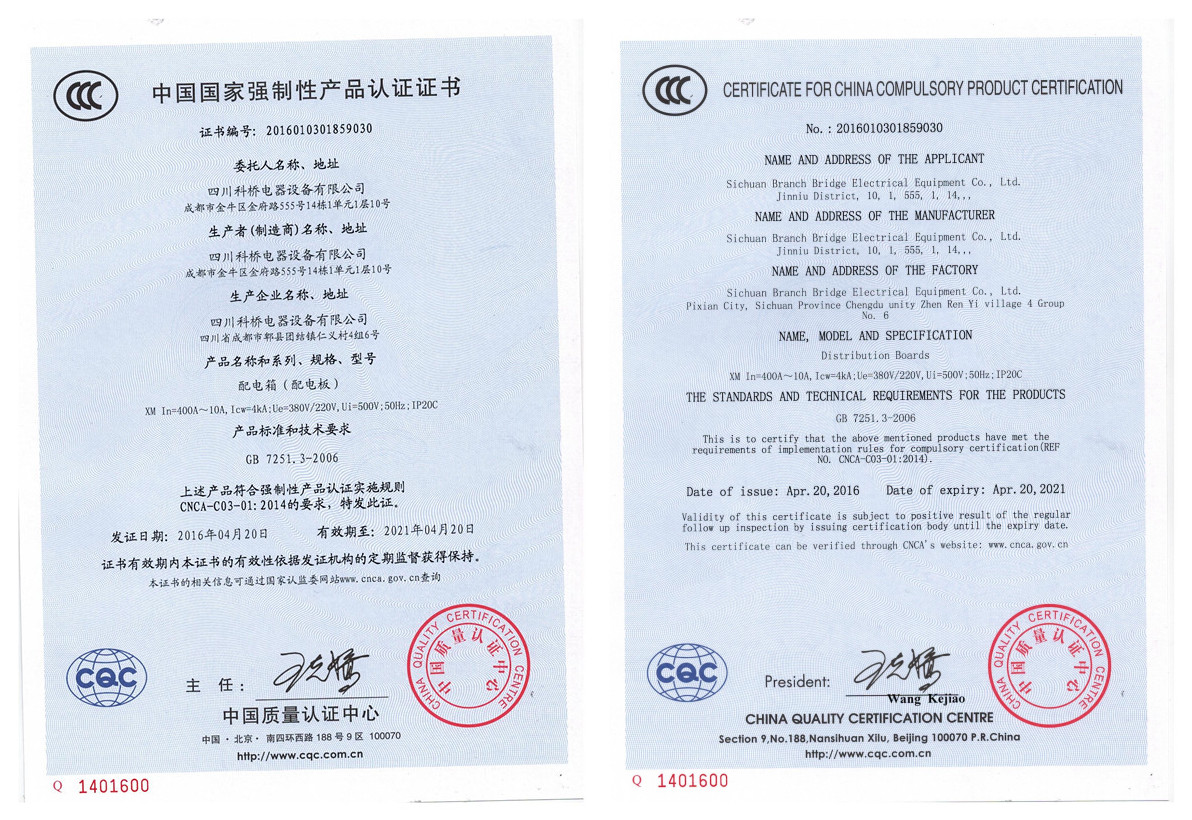 中国国家强制性产品认证证书
证书编号: 2016010301859030
委托人名称、地址
四川科桥电器设备有限公司
成都市金牛区金府路555号14栋1单元1层10号
生产者(制造商)名称、地址
四川科桥电器设备有限公司
成都市金牛区金府路555号14栋1单元1层10号
生产企业名称、地址
四川科桥电器设备有限公司
四川省成都市郫县团结镇仁义村4组6号
产品名称和系列、规格、型号
配电箱(配电板)
XM In=400A～10A,Icw=4kA;Ue=380V/220V,Ui=500V;50Hz;IP20C
产品标准和技术要求
GB 7251.3-2006
上述产品符合强制性产品认证实施规则
CNCA-C03-01:2014的要求，特发此证。
发证日期: 2016年04月20日 有效期至: 2021年04月20日
证书有效期内本证书的有效性依据发证机构的定期监督获得保持。
本证书的相关信息可通过国家认监委网站www.cnca.gov.cn查询
CHINA QUALITY CERTIFICATION CENTRE
中国质量认证中心
CQC
主 任:
中国质量认证中心
中国·北京·南四环西路188号9区 100070
http://www.cqc.com.cn
Q 1401600
CERTIFICATE FOR CHINA COMPULSORY PRODUCT CERTIFICATION
No.: 2016010301859030
NAME AND ADDRESS OF THE APPLICANT
Sichuan Branch Bridge Electrical Equipment Co., Ltd.
Jinniu District, 10, 1, 555, 1, 14,,,
NAME AND ADDRESS OF THE MANUFACTURER
Sichuan Branch Bridge Electrical Equipment Co., Ltd.
Jinniu District, 10, 1, 555, 1, 14,,,
NAME AND ADDRESS OF THE FACTORY
Sichuan Branch Bridge Electrical Equipment Co., Ltd.
Pixian City, Sichuan Province Chengdu unity Zhen Ren Yi village 4 Group
No. 6
NAME, MODEL AND SPECIFICATION
Distribution Boards
XM In=400A～10A,Icw=4kA;Ue=380V/220V,Ui=500V;50Hz;IP20C
THE STANDARDS AND TECHNICAL REQUIREMENTS FOR THE PRODUCTS
GB 7251.3-2006
This is to certify that the above mentioned products have met the
requirements of implementation rules for compulsory certification(REF
NO. CNCA-C03-01:2014).
Date of issue: Apr.20,2016 Date of expiry: Apr.20,2021
Validity of this certificate is subject to positive result of the regular
follow up inspection by issuing certification body until the expiry date.
This certificate can be verified through CNCA's website: www.cnca.gov.cn
CHINA QUALITY CERTIFICATION CENTRE
中国质量认证中心
CQC
President:
Wang Kejiao
CHINA QUALITY CERTIFICATION CENTRE
Section 9,No.188,Nansihuan Xilu, Beijing 100070 P.R.China
http://www.cqc.com.cn
Q 1401600